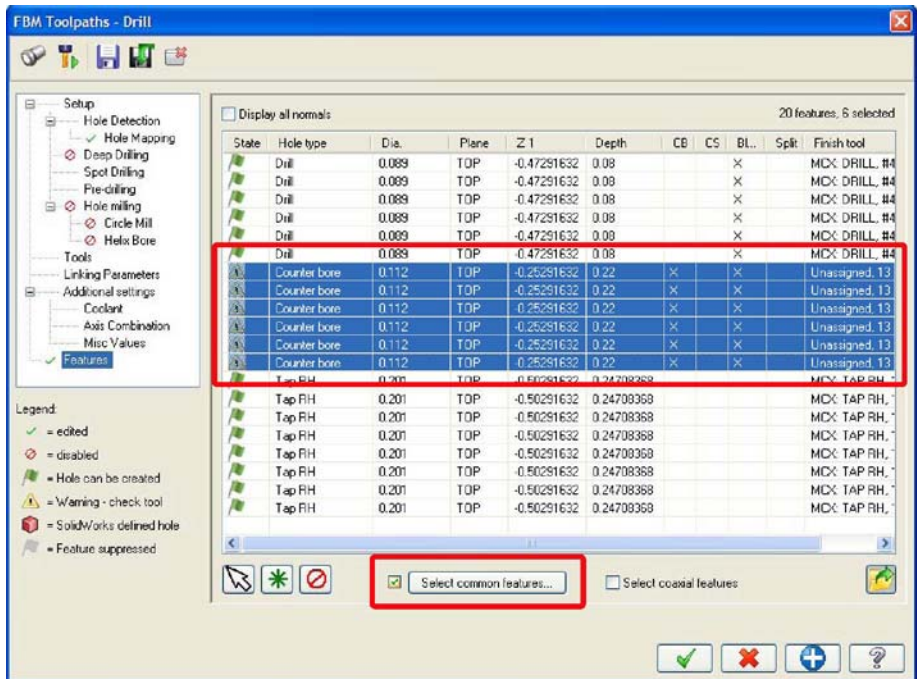 FBM Toolpaths - Drill
Setup
Hole Detection
Hole Mapping
Deep Drilling
Spot Drilling
Pre-drilling
Hole milling
Circle Mill
Helix Bore
Tools
Linking Parameters
Additional settings
Coolant
Axis Combination
Misc Values
Features
Legend:
= edited
= disabled
= Hole can be created
= Warning - check tool
= SolidWorks defined hole
= Feature suppressed
Display all normals 20 features, 6 selected
State Hole type Dia. Plane Z 1 Depth CB CS Bl... Split Finish tool
Drill 0.089 TOP -0.47291632 0.08 X MCX: DRILL, #4
Drill 0.089 TOP -0.47291632 0.08 X MCX: DRILL, #4
Drill 0.089 TOP -0.47291632 0.08 X MCX: DRILL, #4
Drill 0.089 TOP -0.47291632 0.08 X MCX: DRILL, #4
Drill 0.089 TOP -0.47291632 0.08 X MCX: DRILL, #4
Drill 0.089 TOP -0.47291632 0.08 X MCX: DRILL, #4
Counter bore 0.112 TOP -0.25291632 0.22 X X Unassigned, 13
Counter bore 0.112 TOP -0.25291632 0.22 X X Unassigned, 13
Counter bore 0.112 TOP -0.25291632 0.22 X X Unassigned, 13
Counter bore 0.112 TOP -0.25291632 0.22 X X Unassigned, 13
Counter bore 0.112 TOP -0.25291632 0.22 X X Unassigned, 13
Counter bore 0.112 TOP -0.25291632 0.22 X X Unassigned, 13
Tap RH 0.201 TOP -0.50291632 0.24708368 MCX: TAP RH,
Tap RH 0.201 TOP -0.50291632 0.24708368 MCX: TAP RH,
Tap RH 0.201 TOP -0.50291632 0.24708368 MCX: TAP RH,
Tap RH 0.201 TOP -0.50291632 0.24708368 MCX: TAP RH,
Tap RH 0.201 TOP -0.50291632 0.24708368 MCX: TAP RH,
Tap RH 0.201 TOP -0.50291632 0.24708368 MCX: TAP RH,
Tap RH 0.201 TOP -0.50291632 0.24708368 MCX: TAP RH,
Tap RH 0.201 TOP -0.50291632 0.24708368 MCX: TAP RH,
Select common features... Select coaxial features